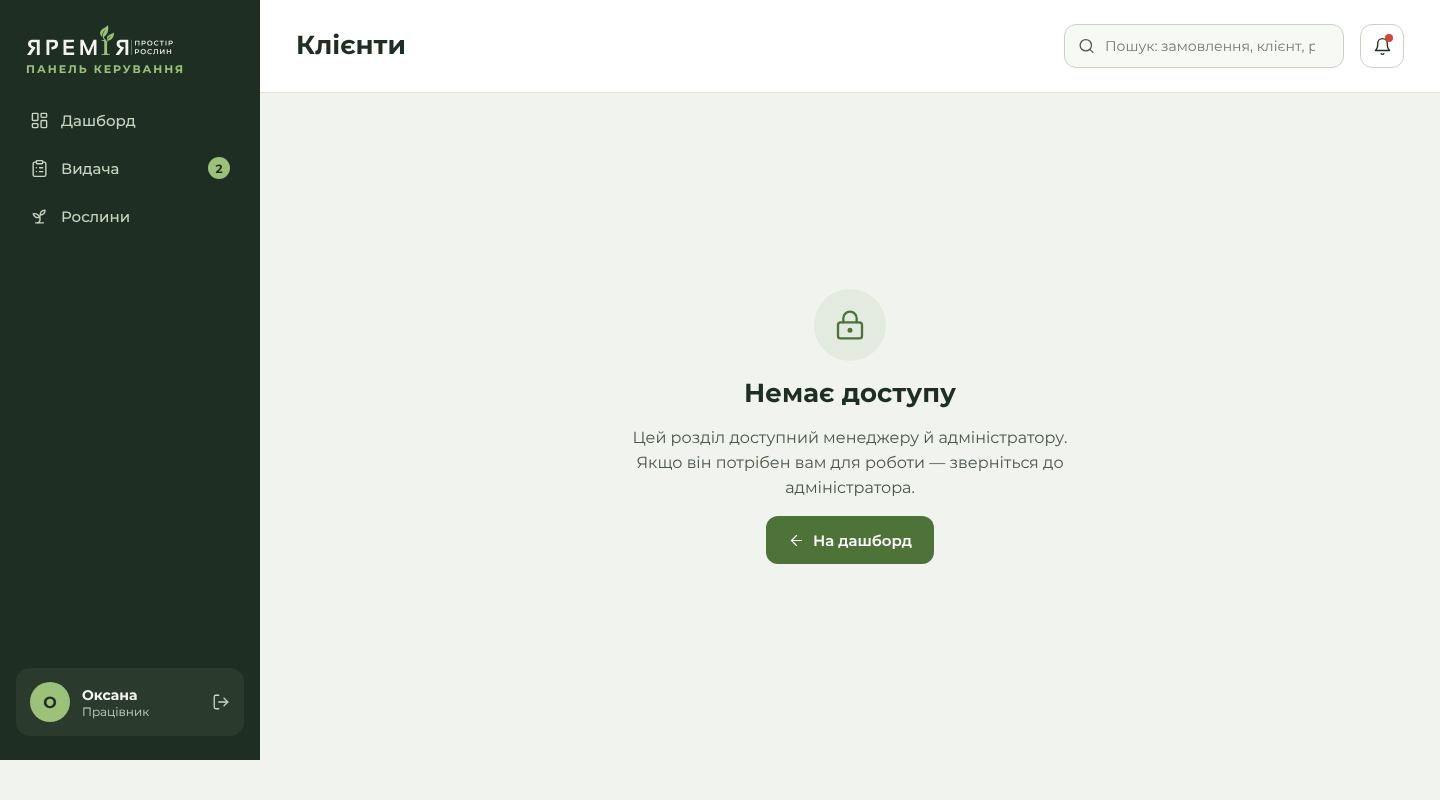 ЯРЕМІЯ
ПРОСТІР
РОСЛИН
ПАНЕЛЬ КЕРУВАННЯ
Дашборд
Видача
2
Рослини
О
Оксана
Працівник
Клієнти
Пошук: замовлення, клієнт, р
Немає доступу
Цей розділ доступний менеджеру й адміністратору.
Якщо він потрібен вам для роботи — зверніться до
адміністратора.
На дашборд